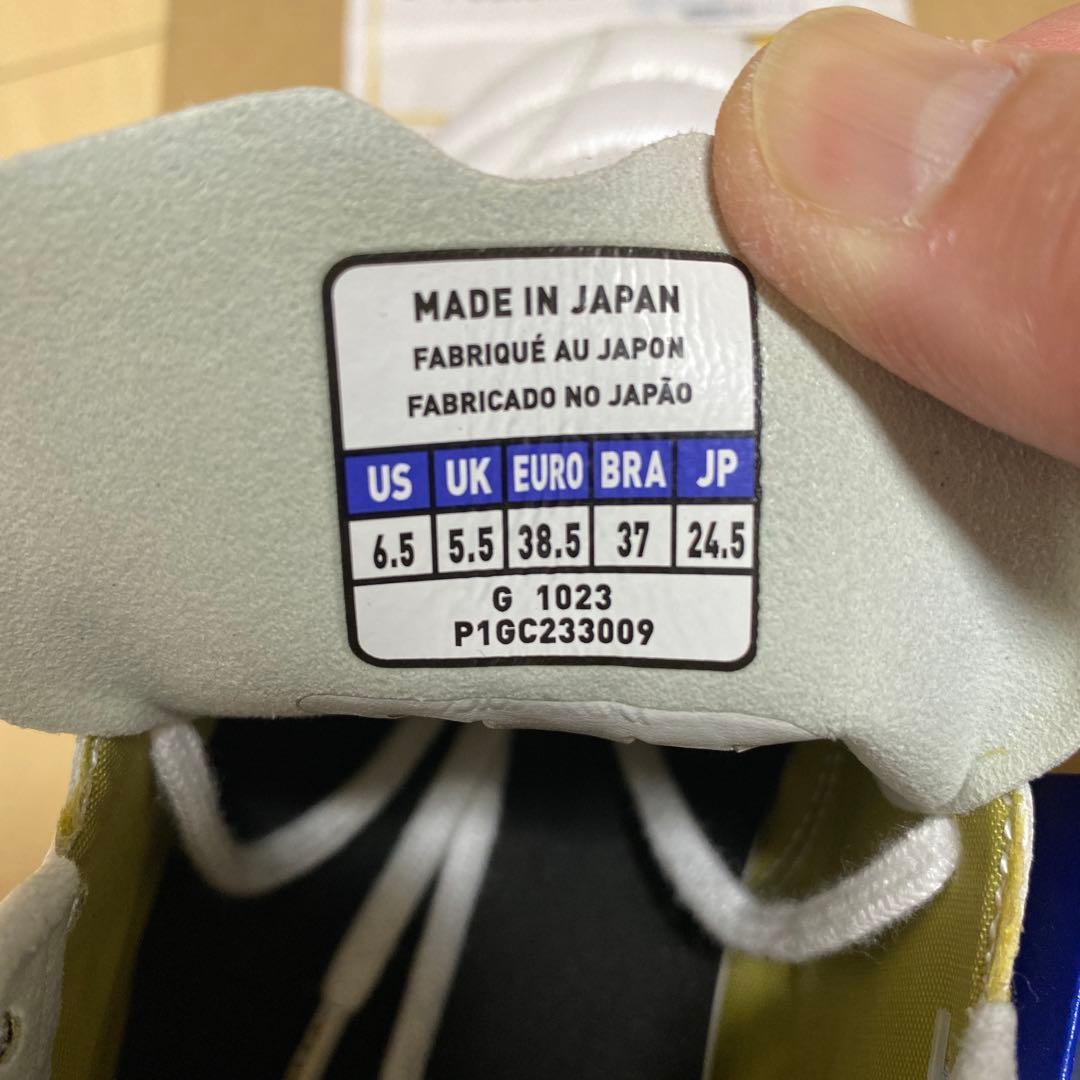 MADE IN JAPAN
FABRIQUÉ AU JAPON
FABRICADO NO JAPÃO
US UK EURO BRA JP
6.5 5.5 38.5 37 24.5
G 1023
P1GC233009